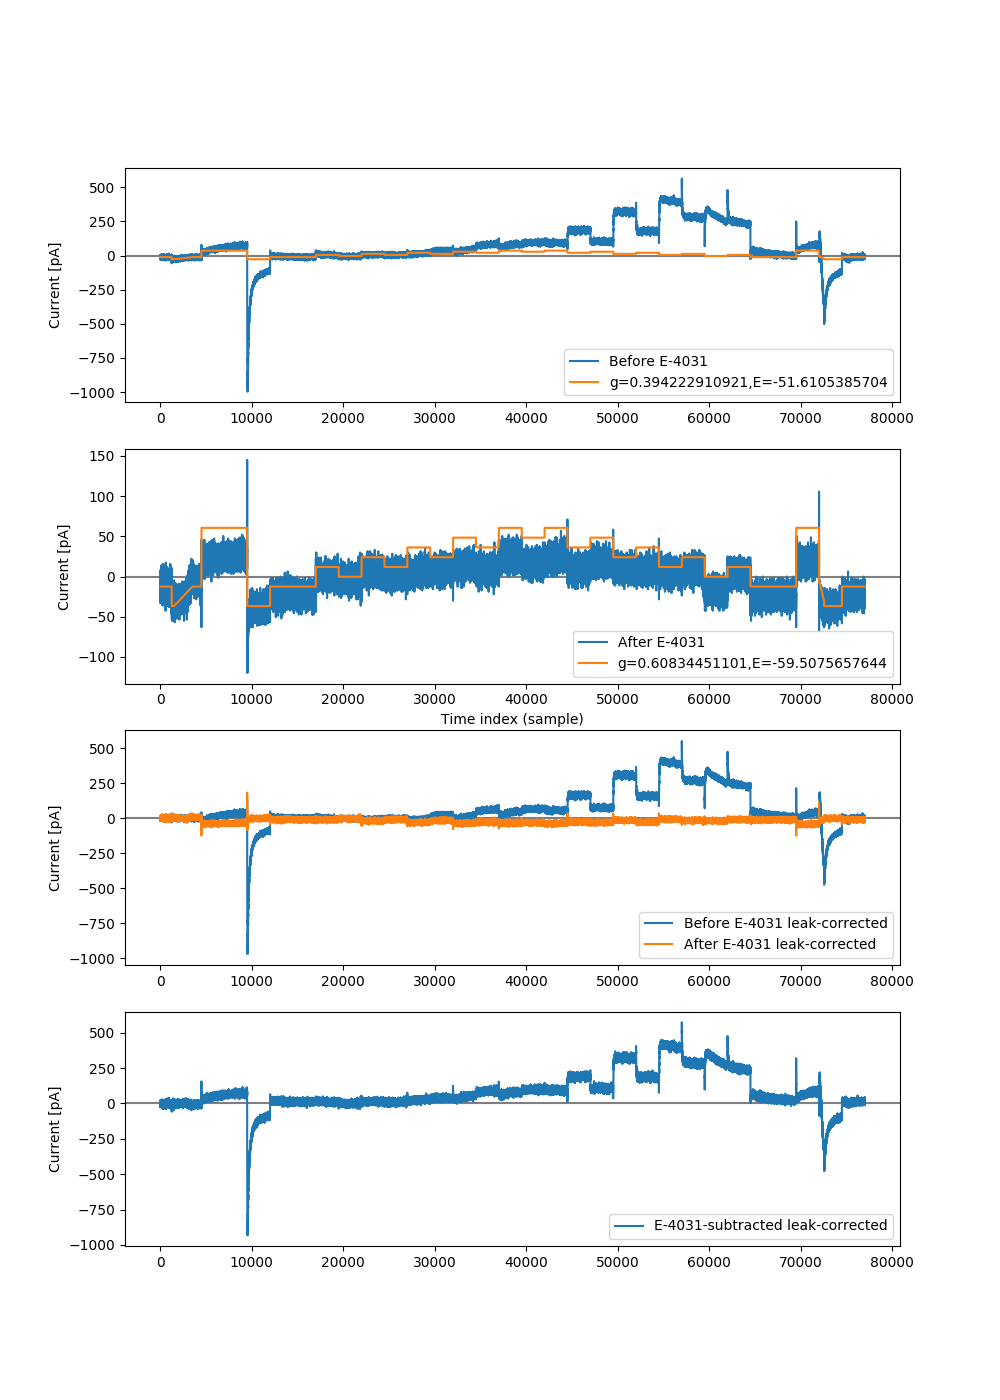 500
250
0
−250
−500
−750
−1000
Current [pA]
Before E-4031
g=0.394222910921,E=-51.6105385704
0 10000 20000 30000 40000 50000 60000 70000 80000
150
100
50
0
−50
−100
Current [pA]
After E-4031
g=0.60834451101,E=-59.5075657644
0 10000 20000 30000 40000 50000 60000 70000 80000
Time index (sample)
500
250
0
−250
−500
−750
−1000
Current [pA]
Before E-4031 leak-corrected
After E-4031 leak-corrected
0 10000 20000 30000 40000 50000 60000 70000 80000
500
250
0
−250
−500
−750
−1000
Current [pA]
E-4031-subtracted leak-corrected
0 10000 20000 30000 40000 50000 60000 70000 80000